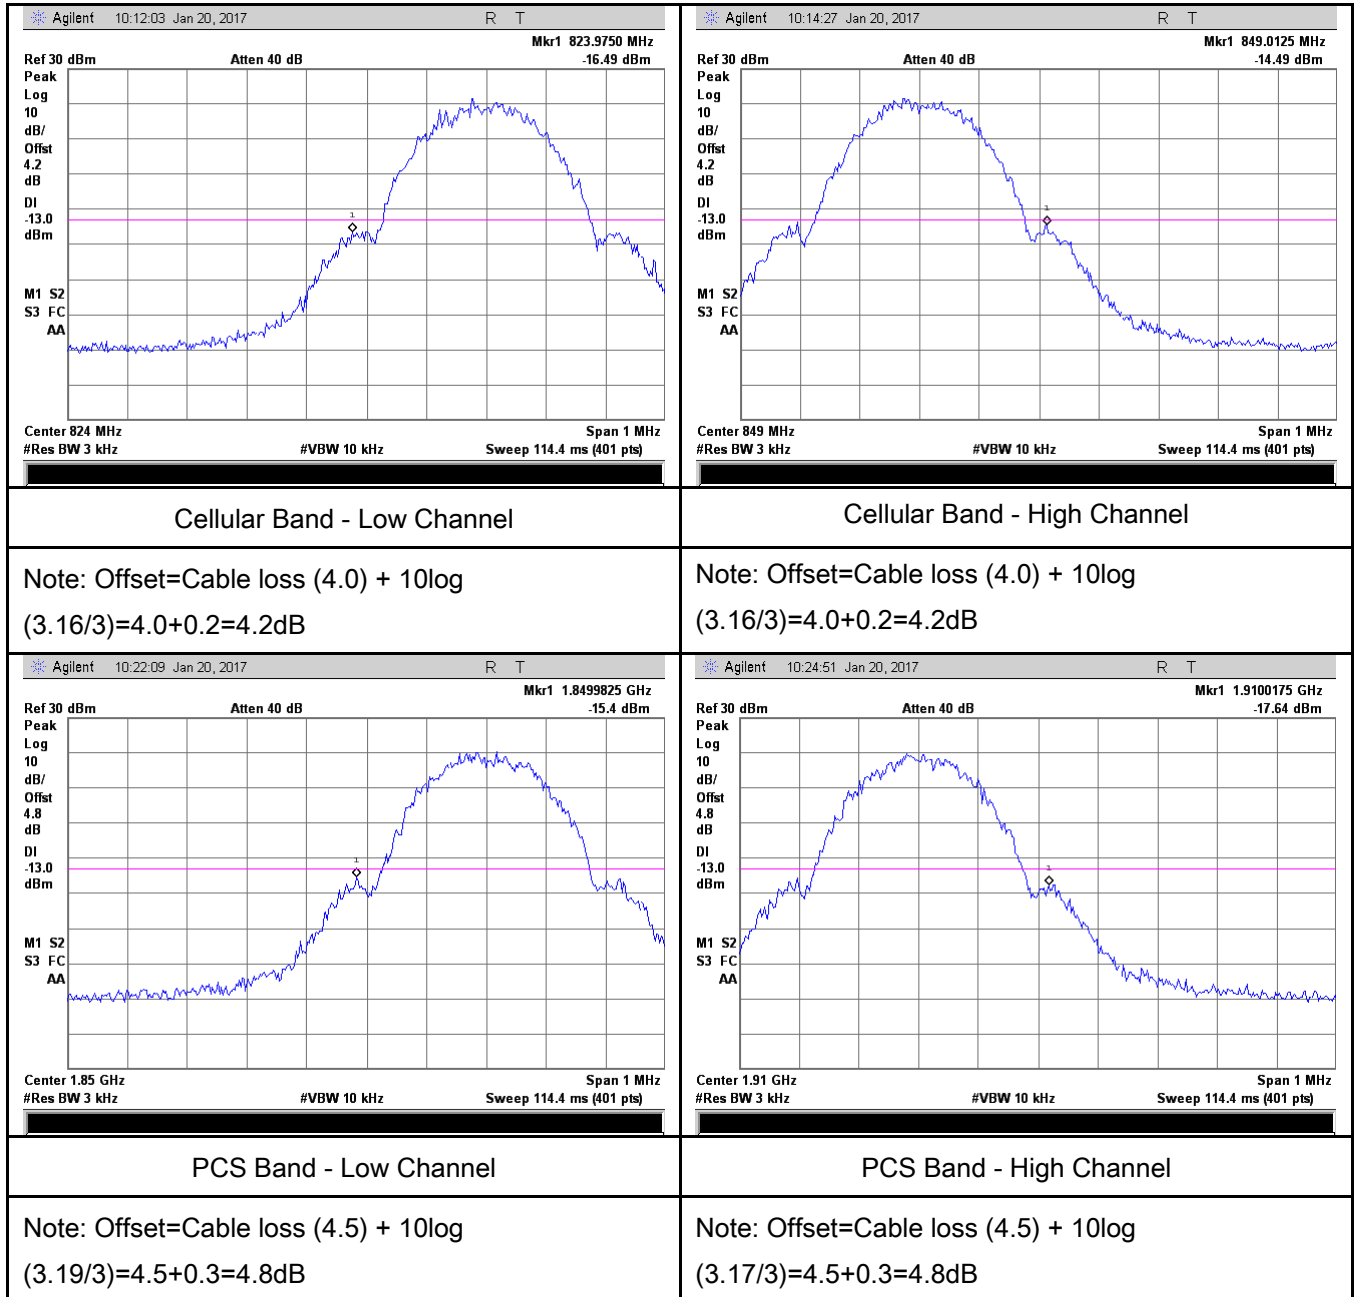 Agilent 10:12:03 Jan 20, 2017 R T
Mkr1 823.9750 MHz
Ref 30 dBm Atten 40 dB -16.49 dBm
Peak
Log
10
dB/
Offst
4.2
dB
DI
-13.0
dBm
1
M1 S2
S3 FC
AA
Center 824 MHz Span 1 MHz
#Res BW 3 kHz #VBW 10 kHz Sweep 114.4 ms (401 pts)
Agilent 10:14:27 Jan 20, 2017 R T
Mkr1 849.0125 MHz
Ref 30 dBm Atten 40 dB -14.49 dBm
Peak
Log
10
dB/
Offst
4.2
dB
DI
-13.0
dBm
1
M1 S2
S3 FC
AA
Center 849 MHz Span 1 MHz
#Res BW 3 kHz #VBW 10 kHz Sweep 114.4 ms (401 pts)
Cellular Band - Low Channel
Cellular Band - High Channel
Note: Offset=Cable loss (4.0) + 10log
(3.16/3)=4.0+0.2=4.2dB
Note: Offset=Cable loss (4.0) + 10log
(3.16/3)=4.0+0.2=4.2dB
Agilent 10:22:09 Jan 20, 2017 R T
Mkr1 1.8499825 GHz
Ref 30 dBm Atten 40 dB -15.4 dBm
Peak
Log
10
dB/
Offst
4.8
dB
DI
-13.0
dBm
1
M1 S2
S3 FC
AA
Center 1.85 GHz Span 1 MHz
#Res BW 3 kHz #VBW 10 kHz Sweep 114.4 ms (401 pts)
Agilent 10:24:51 Jan 20, 2017 R T
Mkr1 1.9100175 GHz
Ref 30 dBm Atten 40 dB -17.64 dBm
Peak
Log
10
dB/
Offst
4.8
dB
DI
-13.0
dBm
1
M1 S2
S3 FC
AA
Center 1.91 GHz Span 1 MHz
#Res BW 3 kHz #VBW 10 kHz Sweep 114.4 ms (401 pts)
PCS Band - Low Channel
PCS Band - High Channel
Note: Offset=Cable loss (4.5) + 10log
(3.19/3)=4.5+0.3=4.8dB
Note: Offset=Cable loss (4.5) + 10log
(3.17/3)=4.5+0.3=4.8dB